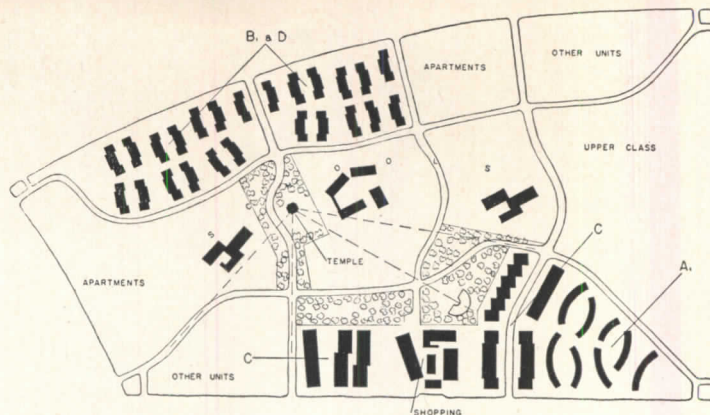 B. & D
OTHER UNITS
APARTMENTS
UPPER CLASS
S O O L S
C
TEMPLE
A.
APARTMENTS
C
OTHER UNITS
SHOPPING